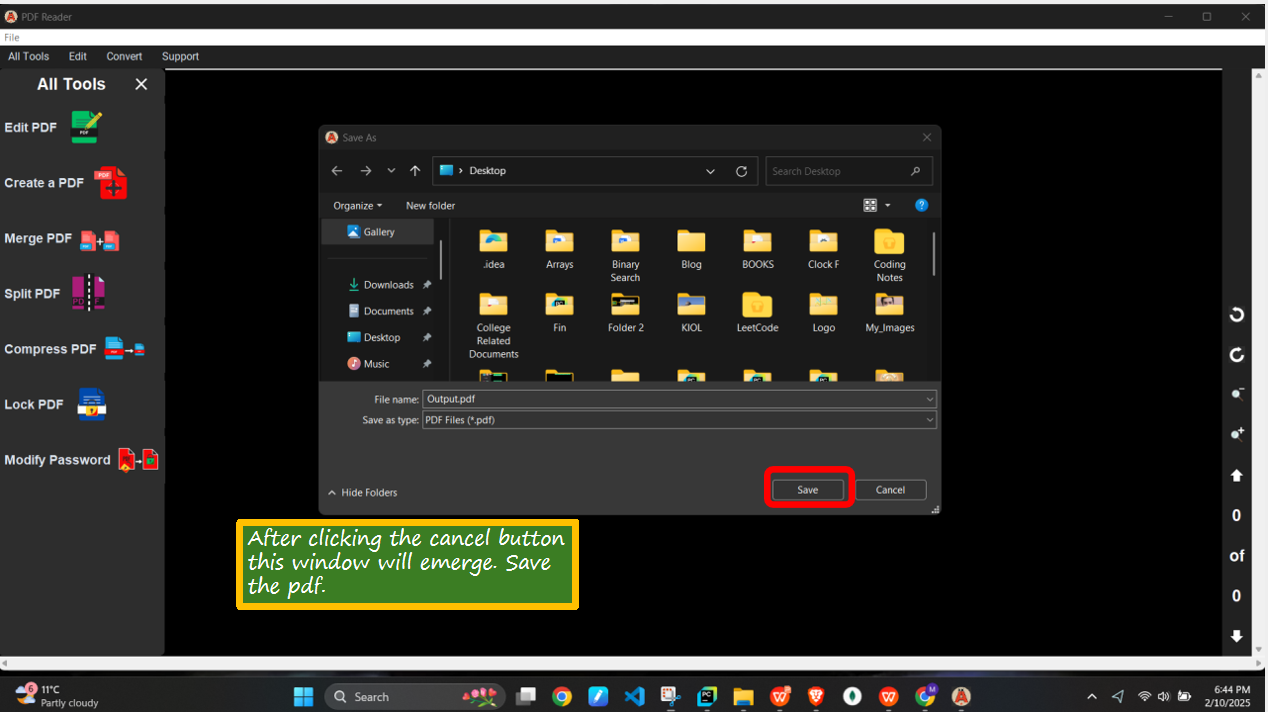 PDF Reader
File
All Tools Edit Convert Support
All Tools
Edit PDF
Create a PDF
Merge PDF
Split PDF
Compress PDF
Lock PDF
Modify Password
Save As
Desktop
Search Desktop
Organize
New folder
Gallery
Downloads
Documents
Desktop
Music
.idea
Arrays
Binary
Search
Blog
BOOKS
Clock F
Coding
Notes
College
Related
Documents
Fin
Folder 2
KIOL
LeetCode
Logo
My_Images
File name: Output.pdf
Save as type: PDF Files (*.pdf)
Hide Folders
Save
Cancel
After clicking the cancel button
this window will emerge. Save
the pdf.
0
of
0
6
11°C
Partly cloudy
Search
6:44 PM
2/10/2025